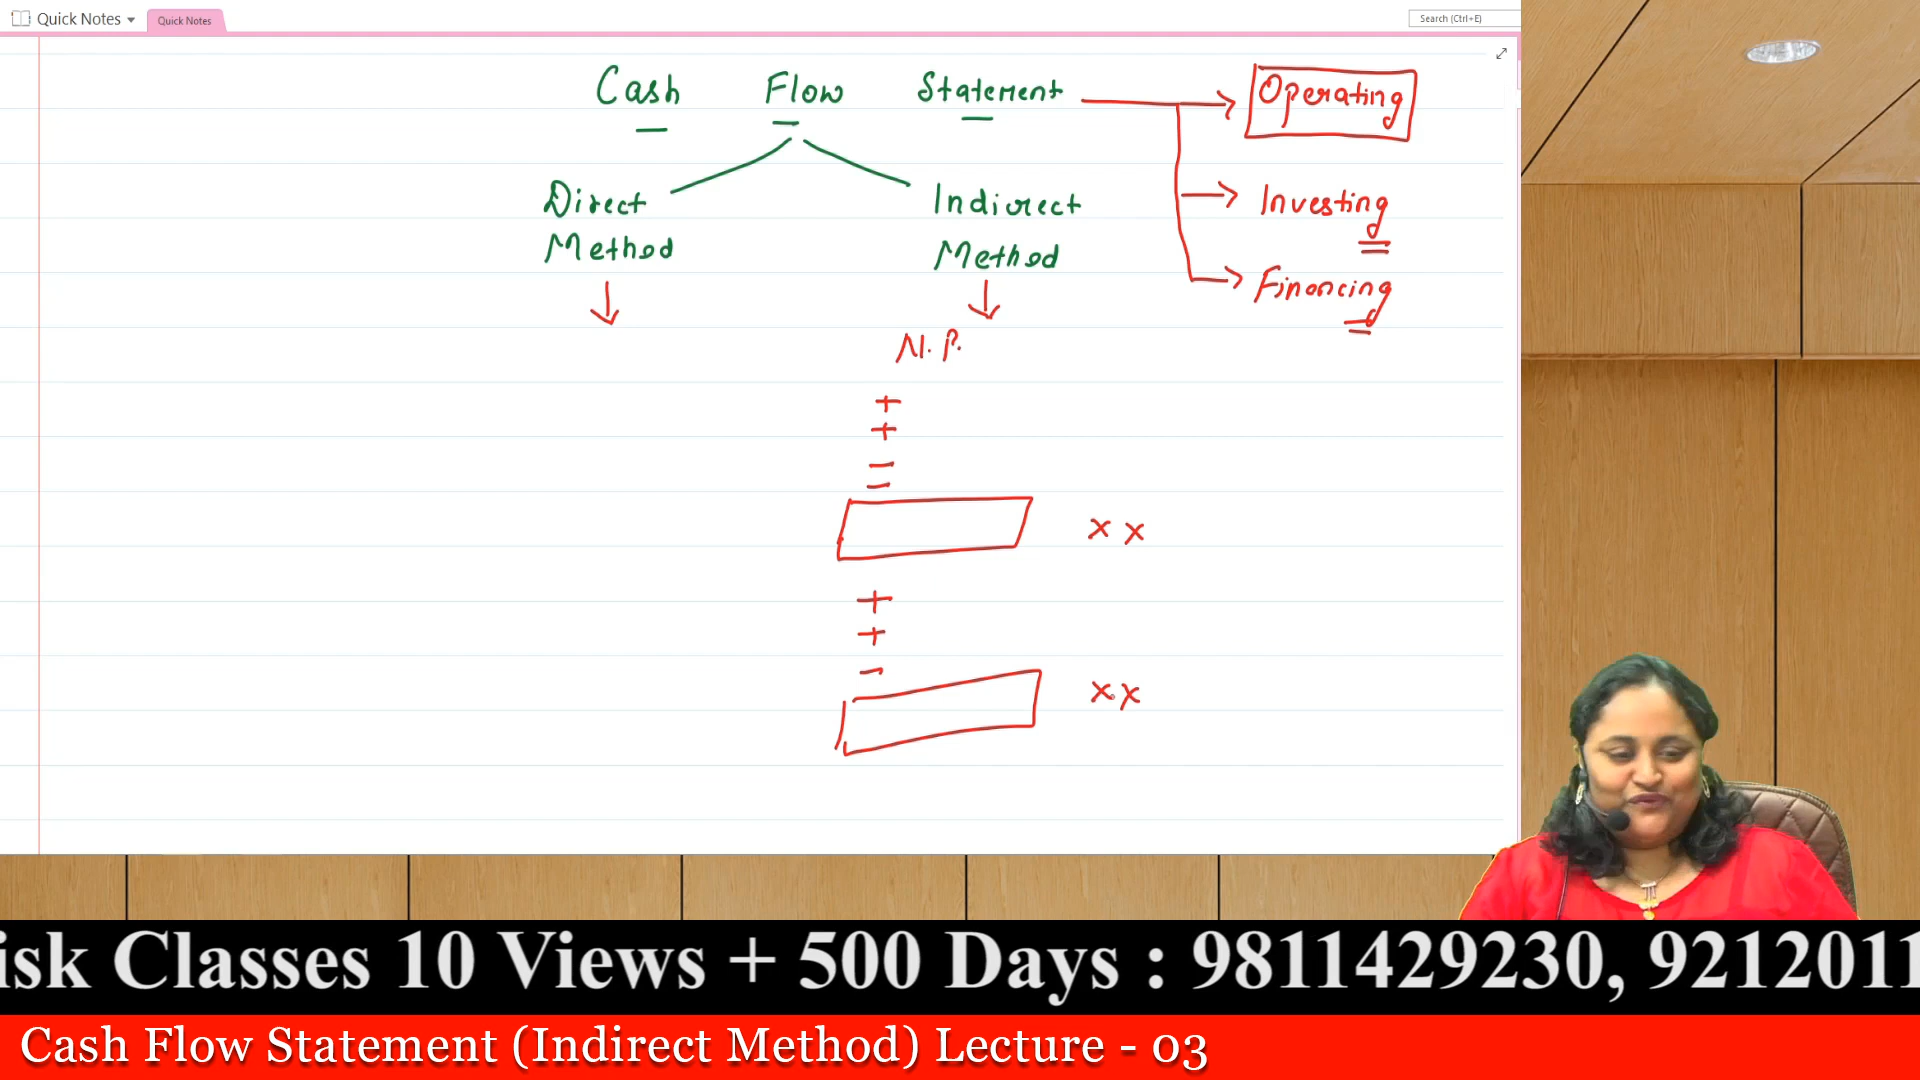 Quick Notes
Quick Notes
Search (Ctrl+E)
Cash Flow Statement
Operating
Investing
Financing
Direct
Method
Indirect
Method
N.P.
+
+
-
-
x x
+
+
-
xx
isk Classes 10 Views + 500 Days : 9811429230, 9212011
Cash Flow Statement (Indirect Method) Lecture - 03